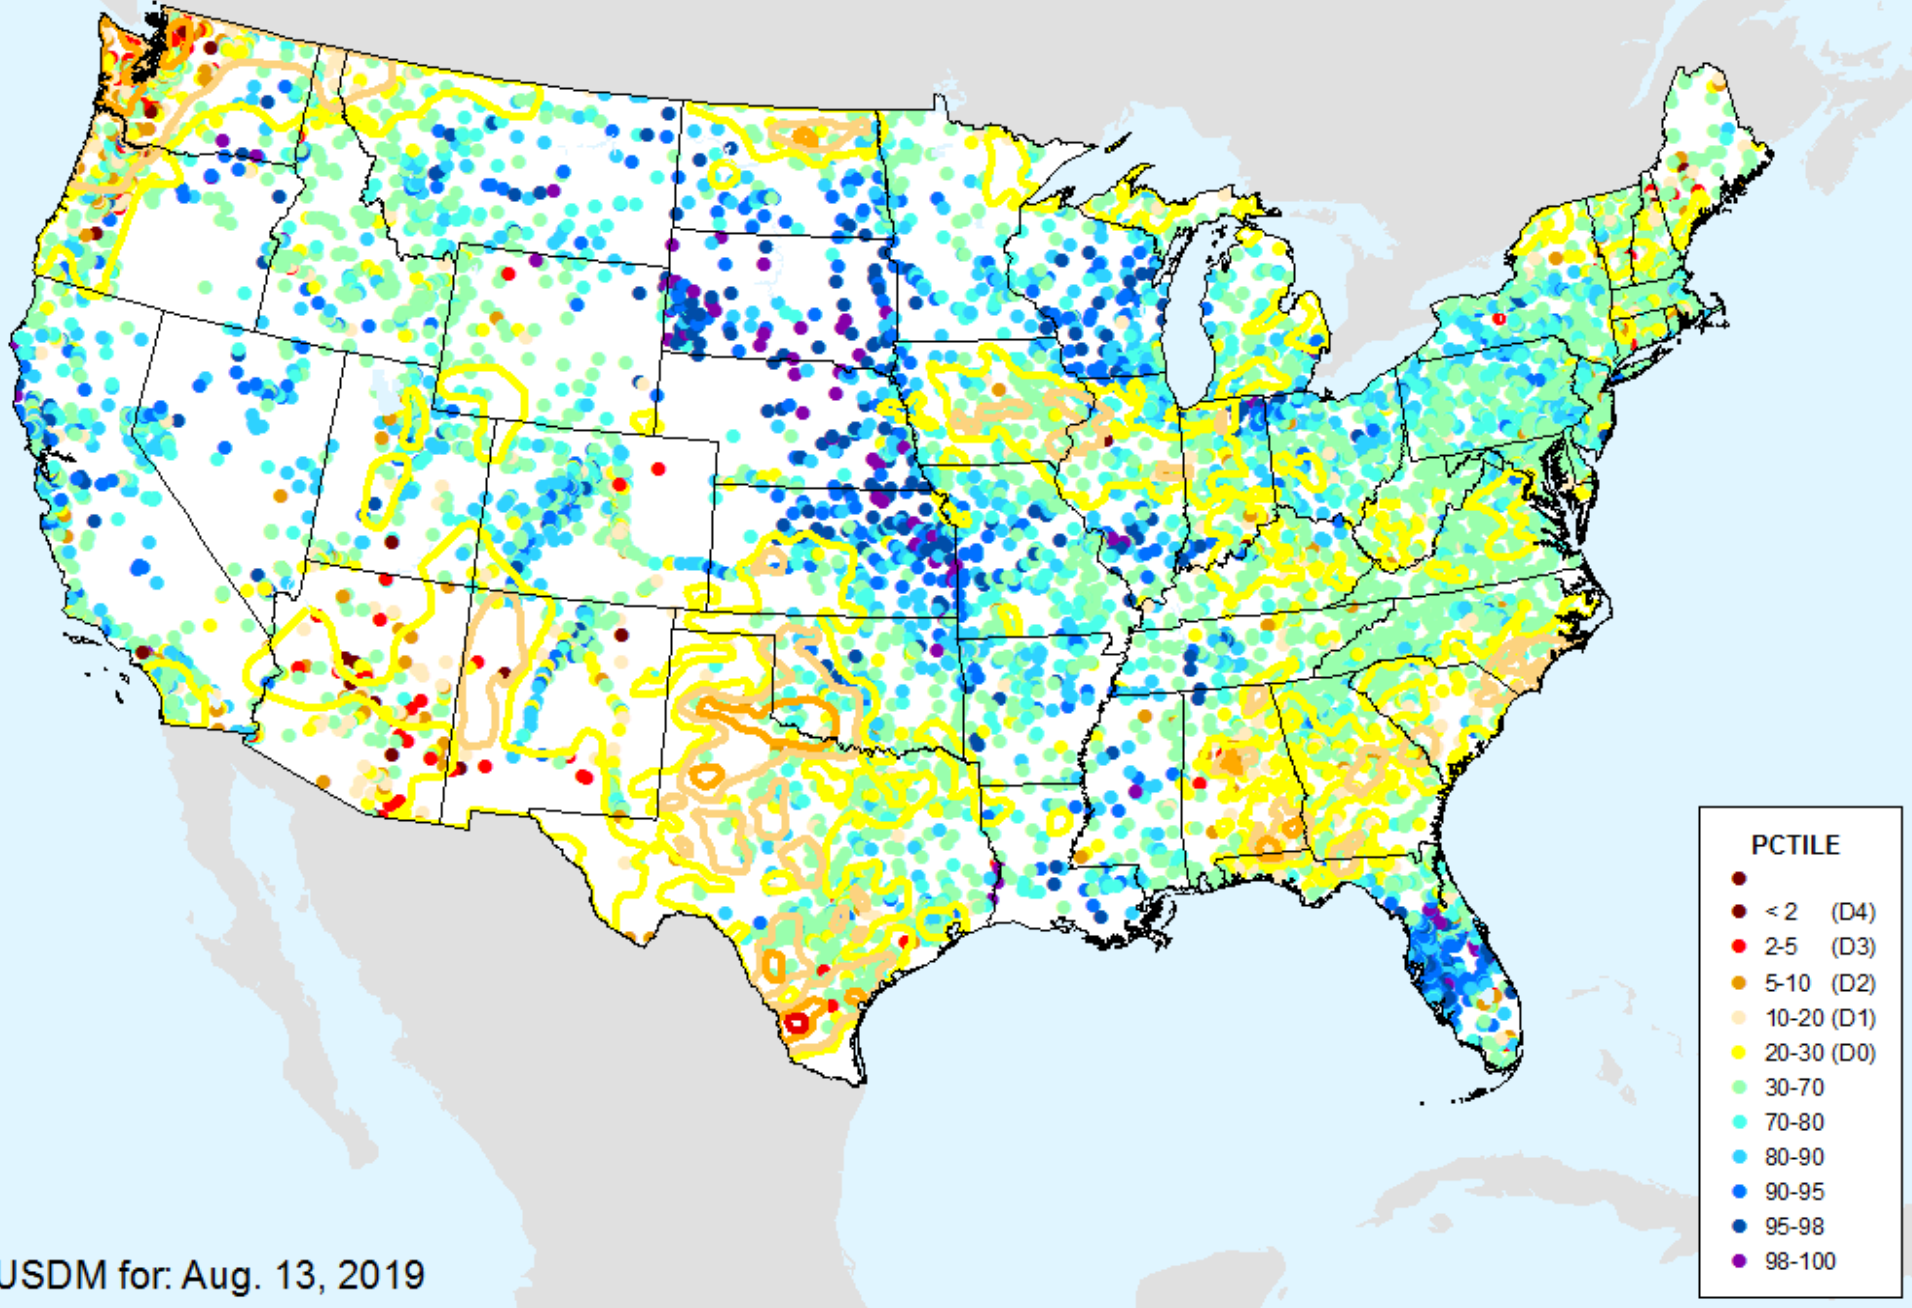 PCTILE
< 2 (D4)
2-5 (D3)
5-10 (D2)
10-20 (D1)
20-30 (D0)
30-70
70-80
80-90
90-95
95-98
98-100
USDM for: Aug. 13, 2019